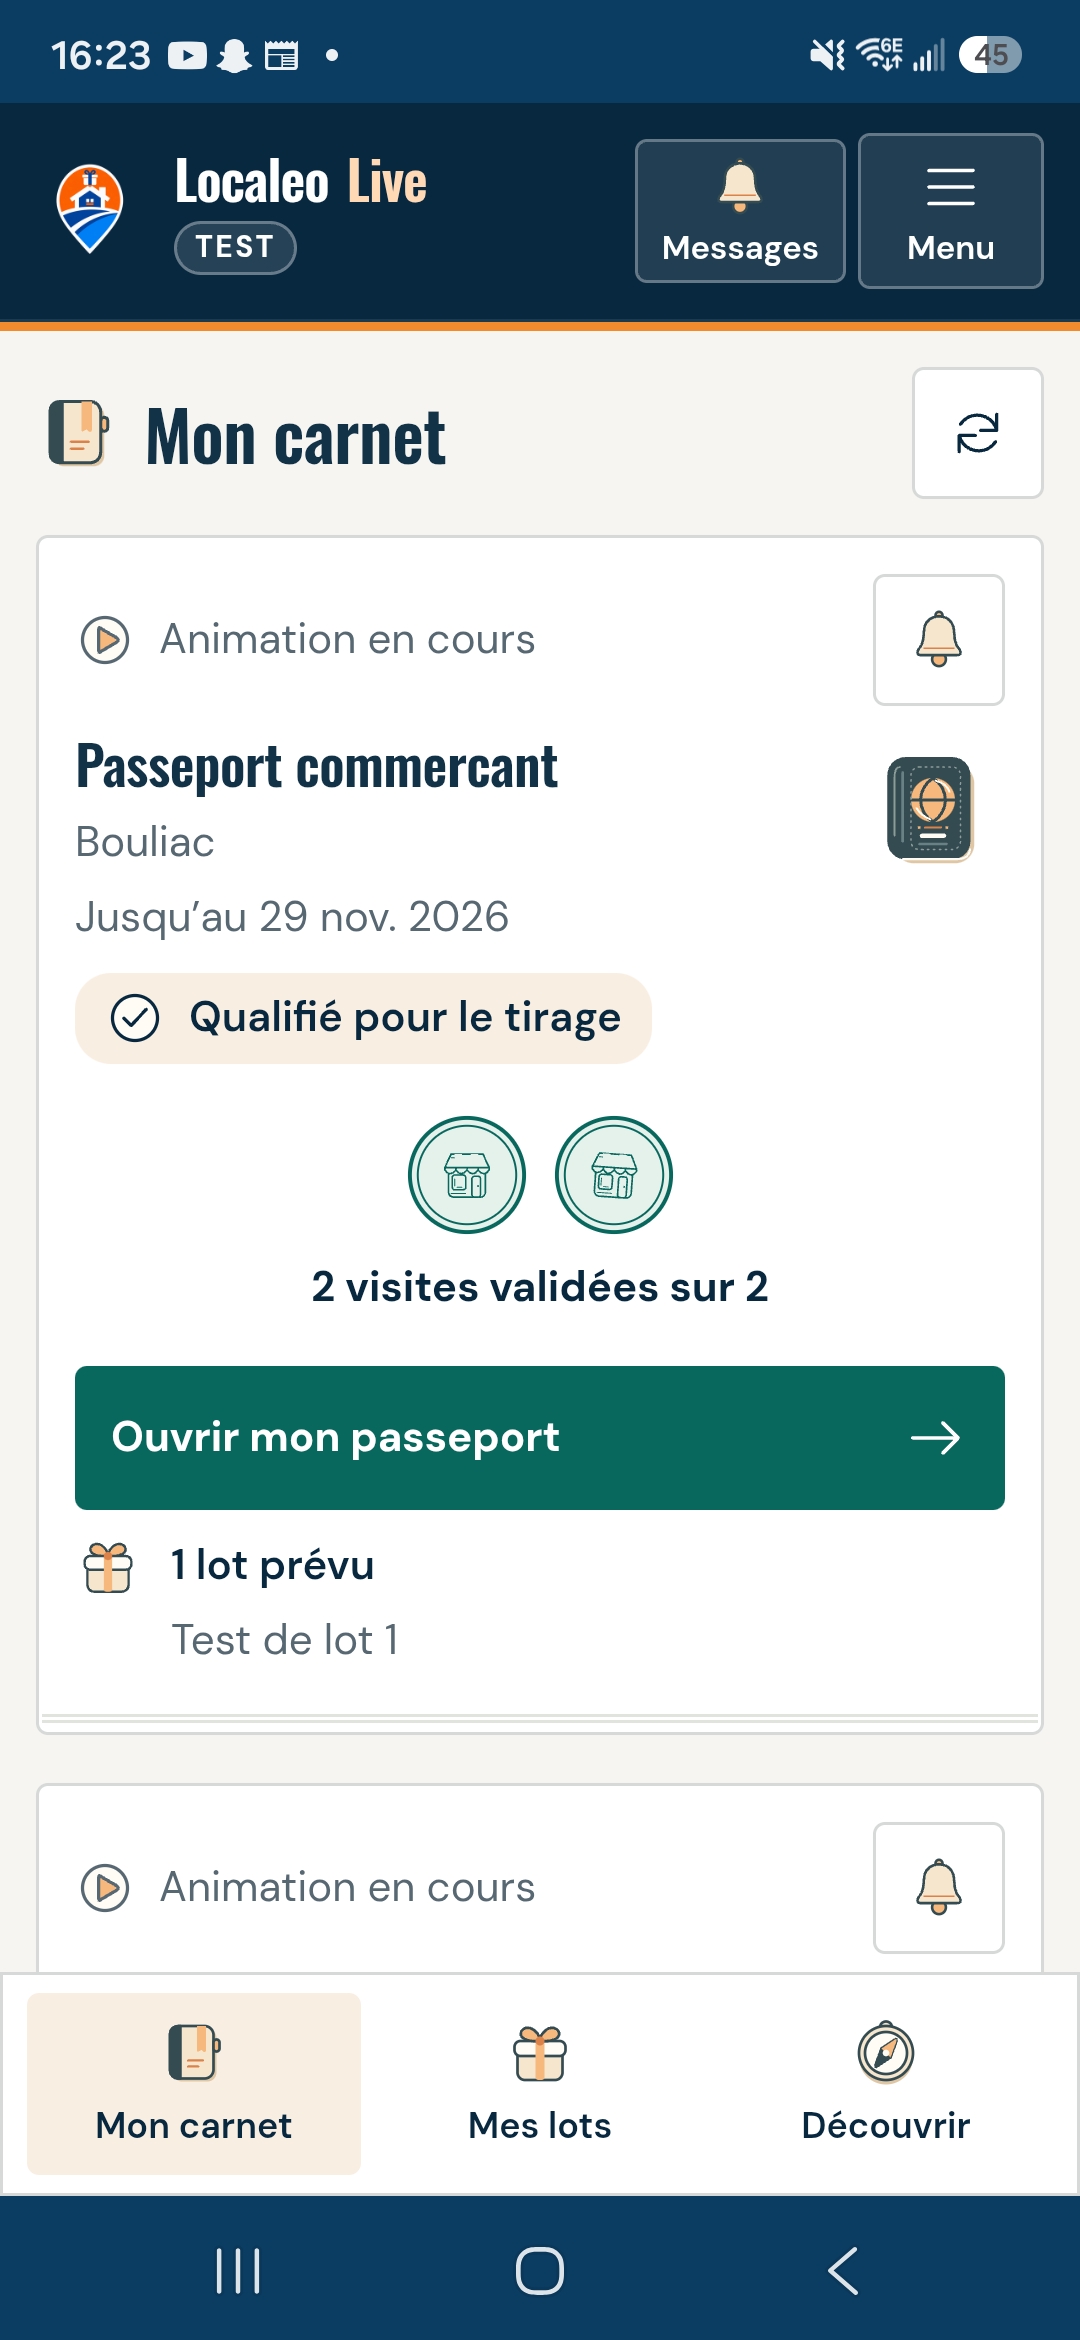 16:23
6E
45
Localeo Live
TEST
Messages
Menu
Mon carnet
Animation en cours
Passeport commercant
Bouliac
Jusqu’au 29 nov. 2026
Qualifié pour le tirage
2 visites validées sur 2
Ouvrir mon passeport
1 lot prévu
Test de lot 1
Animation en cours
Mon carnet
Mes lots
Découvrir